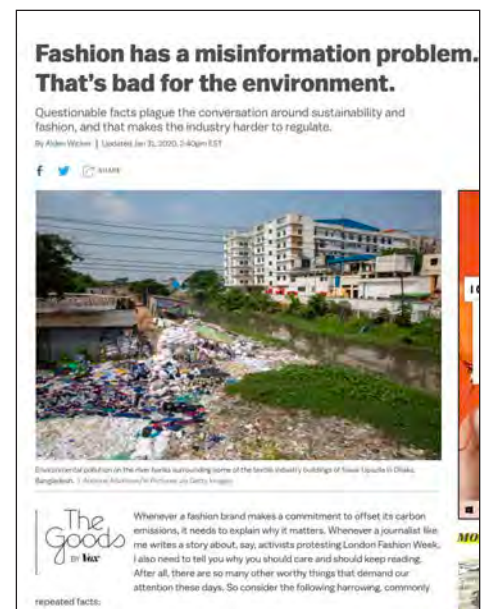 Fashion has a misinformation problem.
That's bad for the environment.
Questionable facts plague the conversation around sustainability and
fashion, and that makes the industry harder to regulate.
By Alden Wicker | Updated Jan 31, 2020, 2:40pm EST
SHARE
Environmental pollution on the river banks surrounding some of the textile industry buildings of Savar Upazila in Dhaka,
Bangladesh. | Andrew Aitchison/In Pictures via Getty Images
The
Goods
BY Vox
Whenever a fashion brand makes a commitment to offset its carbon
emissions, it needs to explain why it matters. Whenever a journalist like
me writes a story about, say, activists protesting London Fashion Week,
I also need to tell you why you should care and should keep reading.
After all, there are so many other worthy things that demand our
attention these days. So consider the following harrowing, commonly
repeated facts:
MO